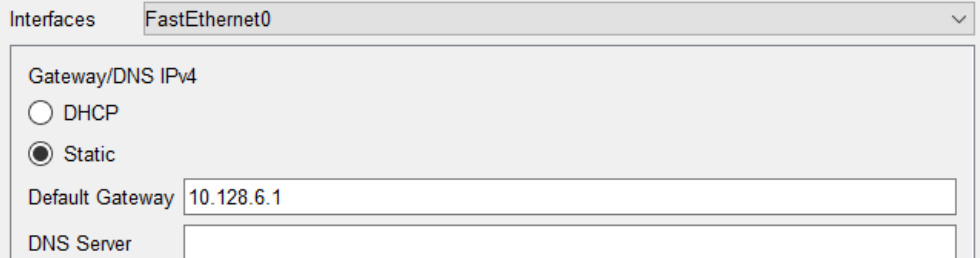 Interfaces FastEthernet0
Gateway/DNS IPv4
DHCP
Static
Default Gateway 10.128.6.1
DNS Server